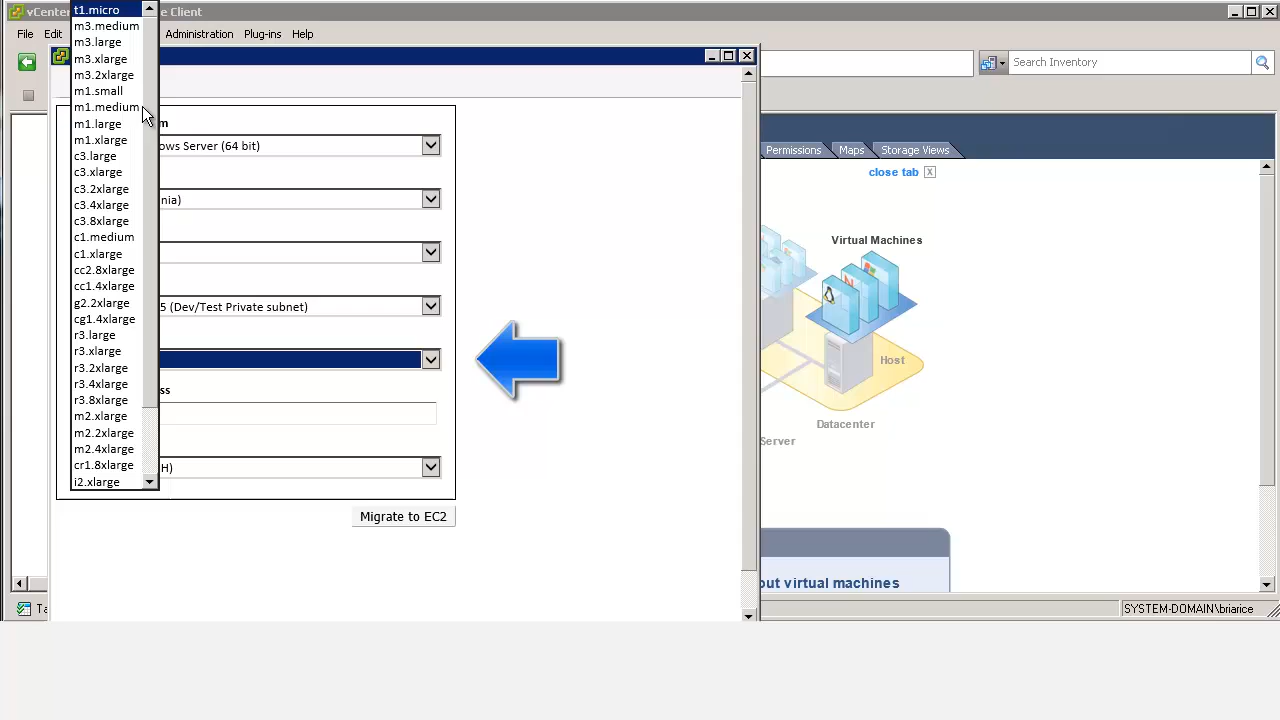 vCenter
e Client
File
Edit
Administration
Plug-ins
Help
Search Inventory
t1.micro
m3.medium
m3.large
m3.xlarge
m3.2xlarge
m1.small
m1.medium
m1.large
m1.xlarge
c3.large
c3.xlarge
c3.2xlarge
c3.4xlarge
c3.8xlarge
c1.medium
c1.xlarge
cc2.8xlarge
cc1.4xlarge
g2.2xlarge
cg1.4xlarge
r3.large
r3.xlarge
r3.2xlarge
r3.4xlarge
r3.8xlarge
m2.xlarge
m2.2xlarge
m2.4xlarge
cr1.8xlarge
i2.xlarge
m
ows Server (64 bit)
nia)
5 (Dev/Test Private subnet)
ss
H)
Migrate to EC2
Permissions
Maps
Storage Views
close tab X
Virtual Machines
Host
Datacenter
Server
out virtual machines
Ta
SYSTEM-DOMAIN\briarice